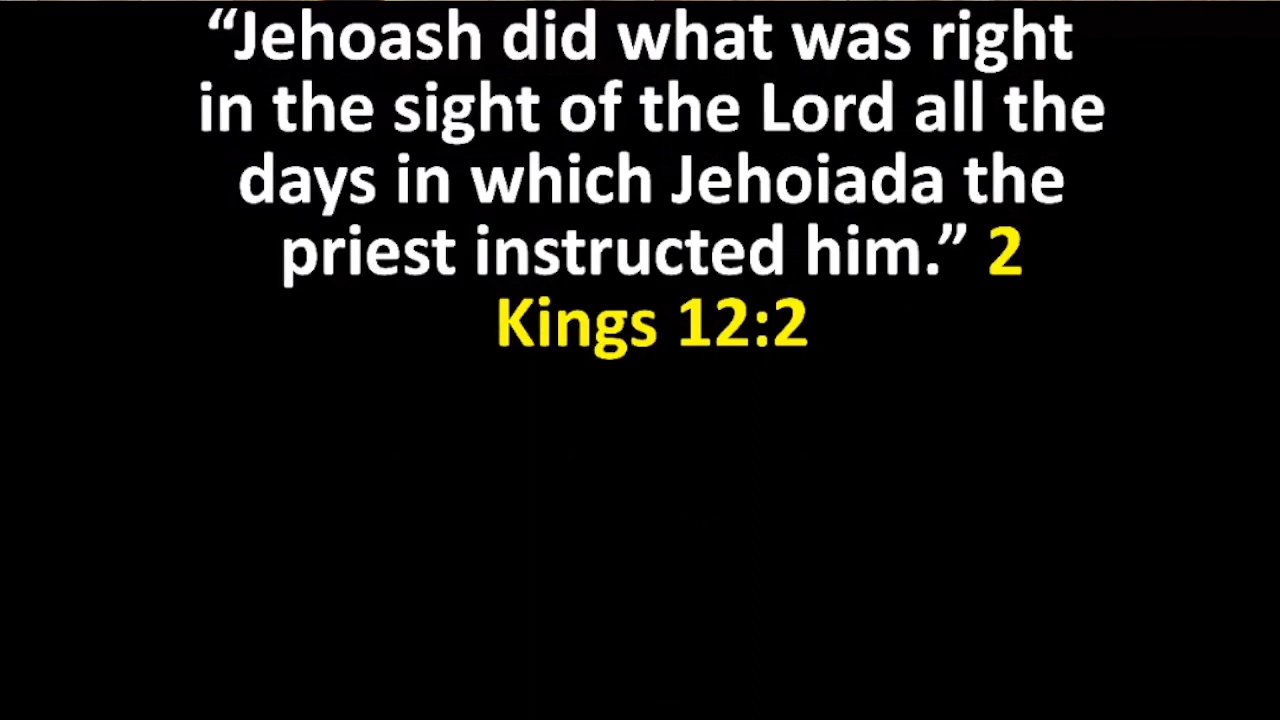 “Jehoash did what was right
in the sight of the Lord all the
days in which Jehoiada the
priest instructed him.” 2
Kings 12:2